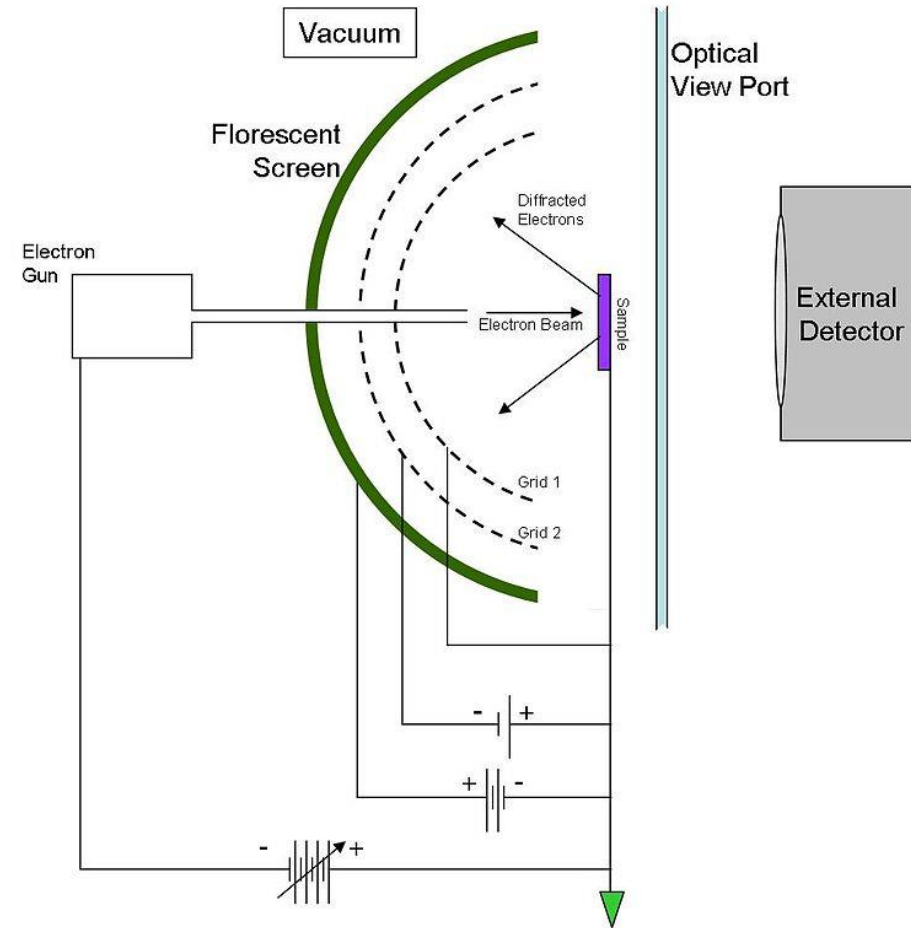 Vacuum
Optical
View Port
Florescent
Screen
Diffracted
Electrons
Electron
Gun
Electron Beam
Sample
External
Detector
Grid 1
Grid 2
- +
+ -
- +